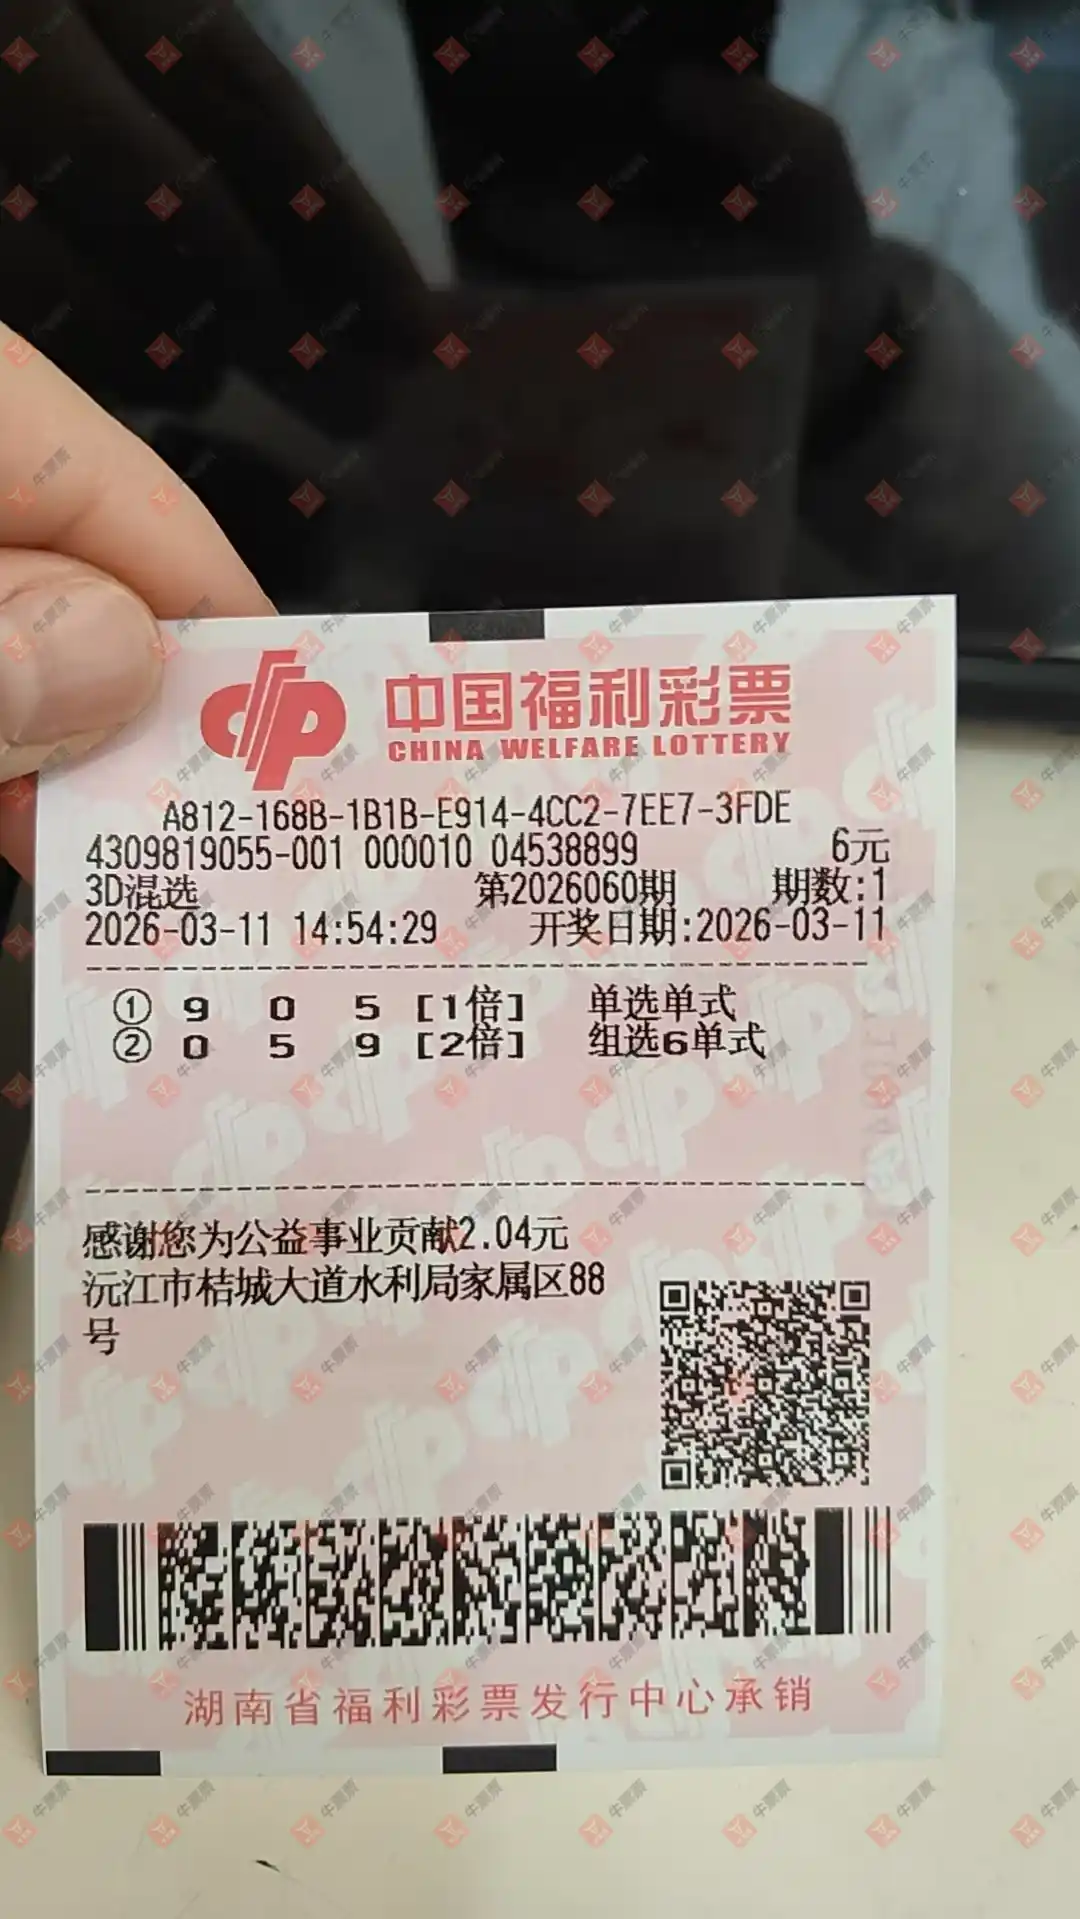 中国福利彩票
CHINA WELFARE LOTTERY
A812-168B-1B1B-E914-4CC2-7EE7-3FDE
4309819055-001 000010 04538899 6元
3D混选 第2026060期 期数:1
2026-03-11 14:54:29 开奖日期:2026-03-11
① 9 0 5 [1倍] 单选单式
② 0 5 9 [2倍] 组选6单式
感谢您为公益事业贡献2.04元
沅江市桔城大道水利局家属区88
号
湖南省福利彩票发行中心承销